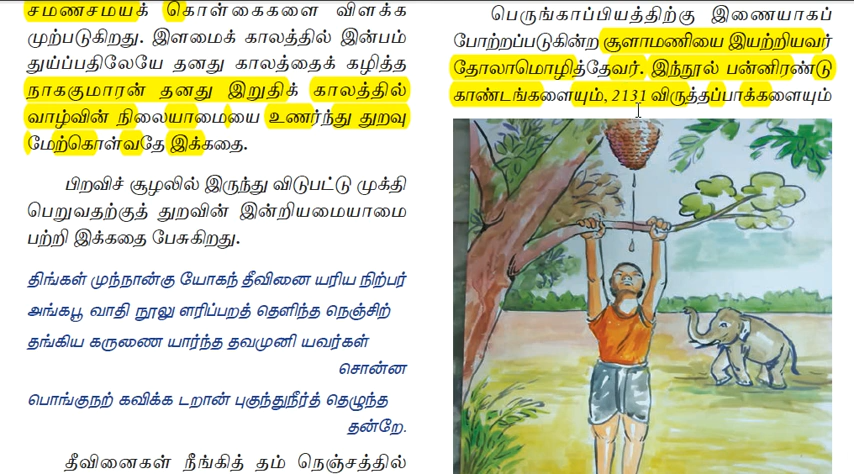 சமணசமயக் கொள்கைகளை விளக்க
முற்படுகிறது. இளமைக் காலத்தில் இன்பம்
துய்ப்பதிலேயே தனது காலத்தைக் கழித்த
நாககுமாரன் தனது இறுதிக் காலத்தில்
வாழ்வின் நிலையாமையை உணர்ந்து துறவு
மேற்கொள்வதே இக்கதை.
பிறவிச் சூழலில் இருந்து விடுபட்டு முக்தி
பெறுவதற்குத் துறவின் இன்றியமையாமை
பற்றி இக்கதை பேசுகிறது.
திங்கள் முந்நான்கு யோகந் தீவினை யரிய நிற்பர்
அங்கபூ வாதி நூலு ளரிப்பறத் தெளிந்த நெஞ்சிற்
தங்கிய கருணை யார்ந்த தவமுனி யவர்கள்
சொன்ன
பொங்குநற் கவிக்க டறான் புகுந்துநீர்த் தெழுந்த
தன்றே.
தீவினைகள் நீங்கித் தம் நெஞ்சத்தில்
பெருங்காப்பியத்திற்கு இணையாகப்
போற்றப்படுகின்ற சூளாமணியை இயற்றியவர்
தோலாமொழித்தேவர். இந்நூல் பன்னிரண்டு
காண்டங்களையும், 2131 விருத்தப்பாக்களையும்